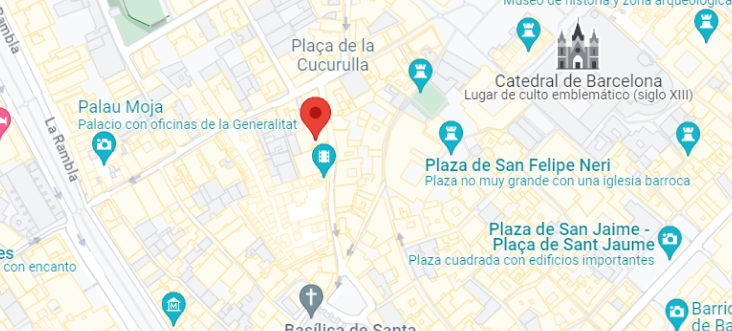 Museo de historia y zona arqueológica
La Rambla
Plaça de la
Cucurulla
Catedral de Barcelona
Lugar de culto emblemático (siglo XIII)
Palau Moja
Palacio con oficinas de la Generalitat
La Rambla
Plaza de San Felipe Neri
Plaza no muy grande con una iglesia barroca
Plaza de San Jaime -
Plaça de Sant Jaume
Plaza cuadrada con edificios importantes
es
con encanto
Basílica de Santa
Barric
de Ba